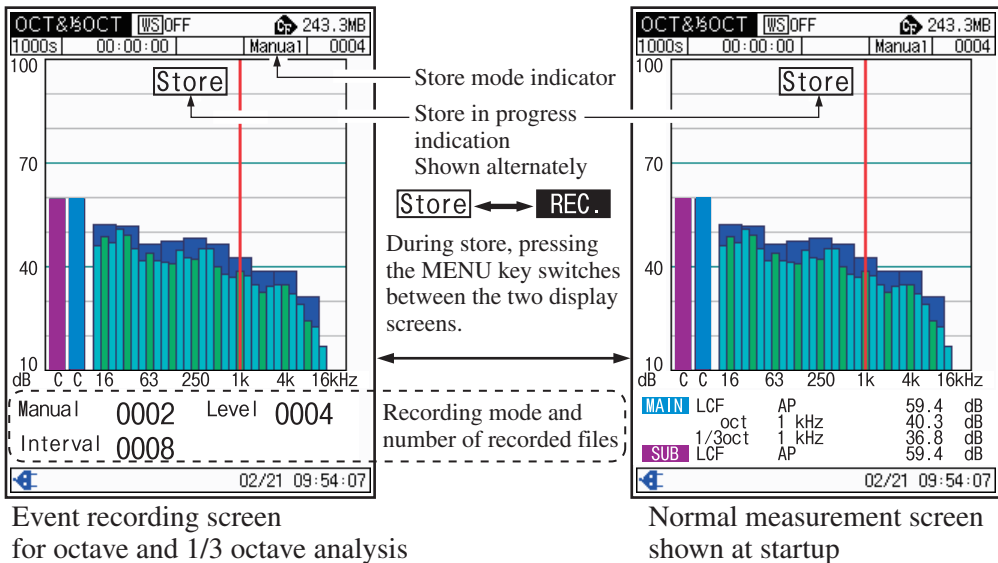 OCT&⅓OCT WS OFF CF 243.3MB
1000s 00:00:00 Manual 0004
100
Store
70
40
10
dB C C 16 63 250 1k 4k 16kHz
Manual 0002 Level 0004
Interval 0008
02/21 09:54:07
Event recording screen
for octave and 1/3 octave analysis
Store mode indicator
Store in progress
indication
Shown alternately
Store REC.
During store, pressing
the MENU key switches
between the two display
screens.
Recording mode and
number of recorded files
OCT&⅓OCT WS OFF CF 243.3MB
1000s 00:00:00 Manual 0004
100
Store
70
40
10
dB C C 16 63 250 1k 4k 16kHz
MAIN LCF AP 59.4 dB
oct 1 kHz 40.3 dB
1/3oct 1 kHz 36.8 dB
SUB LCF AP 59.4 dB
02/21 09:54:07
Normal measurement screen
shown at startup